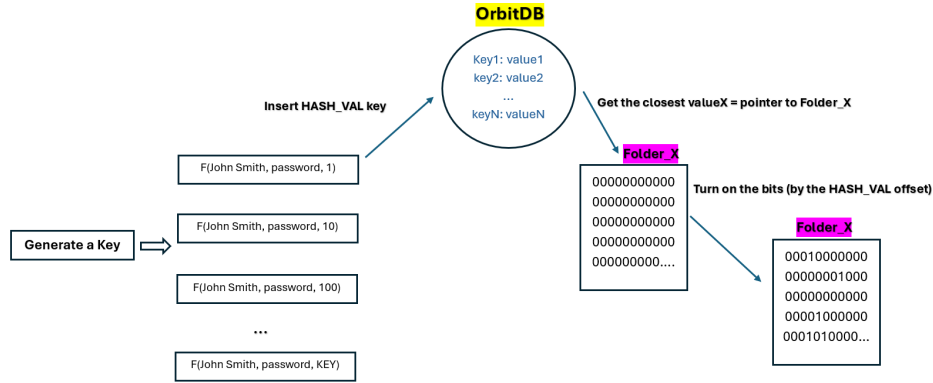 OrbitDB
Key1: value1
key2: value2
...
keyN: valueN
Insert HASH_VAL key
Get the closest valueX = pointer to Folder_X
F(John Smith, password, 1)
F(John Smith, password, 10)
Generate a Key
F(John Smith, password, 100)
...
F(John Smith, password, KEY)
Folder_X
00000000000
00000000000
00000000000
00000000000
000000000....
Turn on the bits (by the HASH_VAL offset)
Folder_X
00010000000
00000001000
00000000000
00001000000
0001010000...